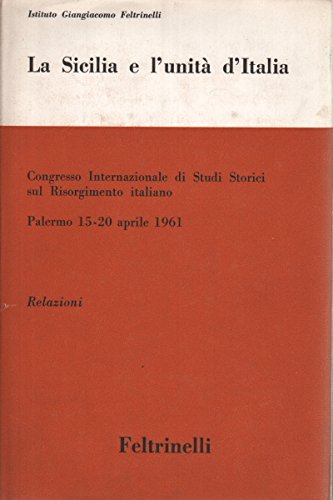 Istituto Giangiacomo Feltrinelli
La Sicilia e l'unità d'Italia
Congresso Internazionale di Studi Storici
sul Risorgimento italiano
Palermo 15-20 aprile 1961
Relazioni
Feltrinelli